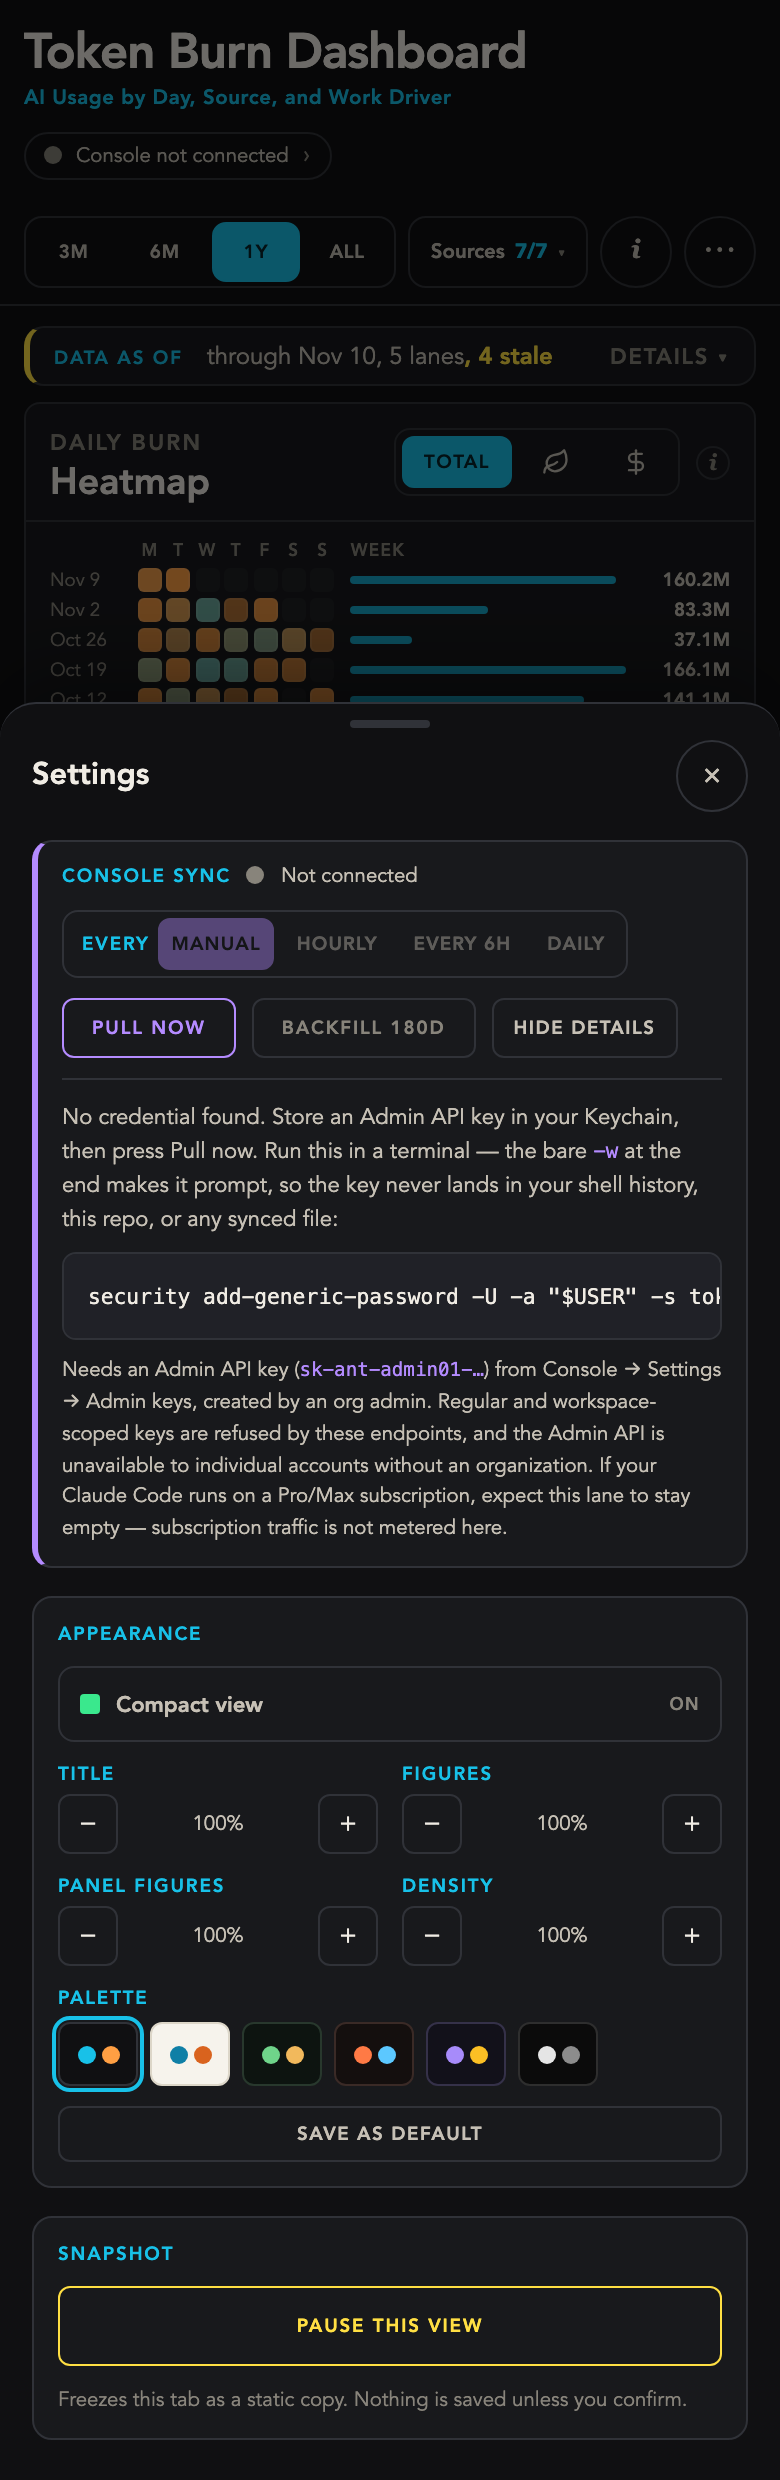 Token Burn Dashboard
AI Usage by Day, Source, and Work Driver
Console not connected ›
3M 6M 1Y ALL Sources 7/7 ▾ i ···
DATA AS OF through Nov 10, 5 lanes, 4 stale DETAILS ▾
DAILY BURN
Heatmap
TOTAL $ i
M T W T F S S WEEK
Nov 9 160.2M
Nov 2 83.3M
Oct 26 37.1M
Oct 19 166.1M
Oct 12 141.1M
Settings ×
CONSOLE SYNC Not connected
EVERY MANUAL HOURLY EVERY 6H DAILY
PULL NOW BACKFILL 180D HIDE DETAILS
No credential found. Store an Admin API key in your Keychain,
then press Pull now. Run this in a terminal — the bare -w at the
end makes it prompt, so the key never lands in your shell history,
this repo, or any synced file:
security add-generic-password -U -a "$USER" -s tok
Needs an Admin API key (sk-ant-admin01-…) from Console → Settings
→ Admin keys, created by an org admin. Regular and workspace-
scoped keys are refused by these endpoints, and the Admin API is
unavailable to individual accounts without an organization. If your
Claude Code runs on a Pro/Max subscription, expect this lane to stay
empty — subscription traffic is not metered here.
APPEARANCE
Compact view ON
TITLE FIGURES
− 100% + − 100% +
PANEL FIGURES DENSITY
− 100% + − 100% +
PALETTE
SAVE AS DEFAULT
SNAPSHOT
PAUSE THIS VIEW
Freezes this tab as a static copy. Nothing is saved unless you confirm.